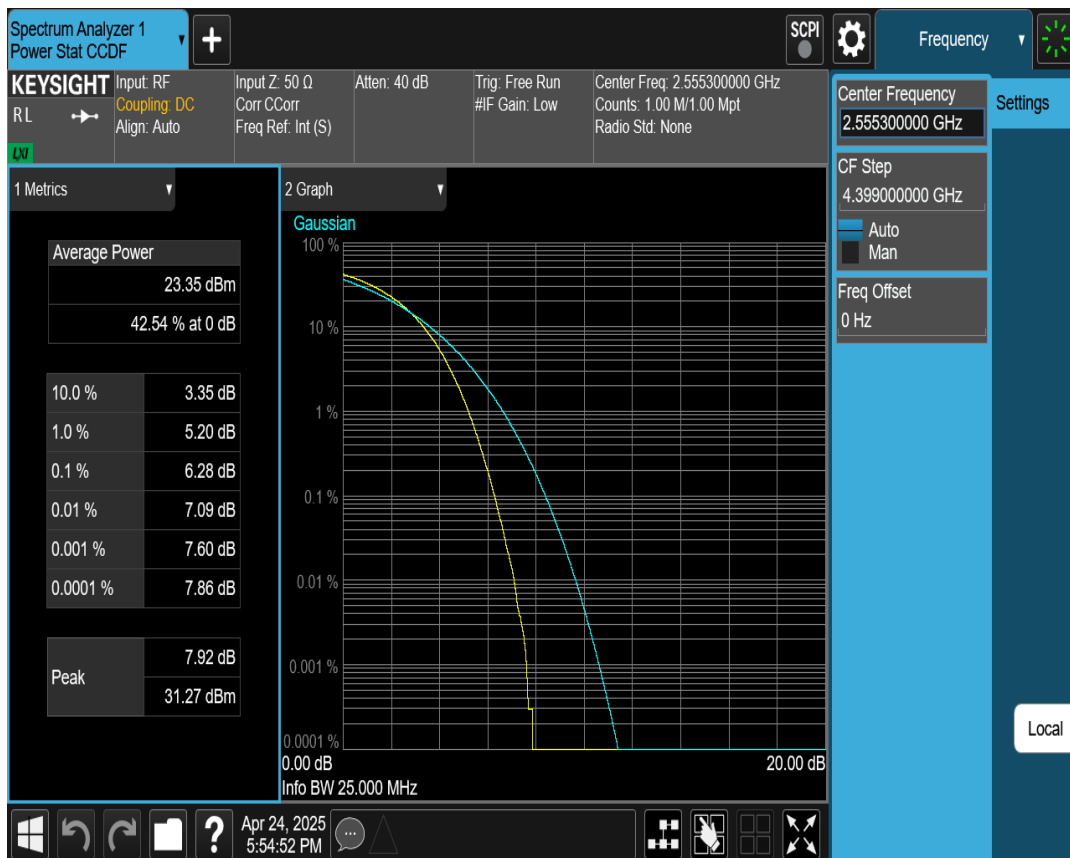 Spectrum Analyzer 1
Power Stat CCDF
+
SCPI
Frequency
KEYSIGHT
RL
LXI
Input: RF
Coupling: DC
Align: Auto
Input Z: 50 Ω
Corr CCorr
Freq Ref: Int (S)
Atten: 40 dB
Trig: Free Run
#IF Gain: Low
Center Freq: 2.555300000 GHz
Counts: 1.00 M/1.00 Mpt
Radio Std: None
Center Frequency
2.555300000 GHz
Settings
CF Step
4.399000000 GHz
Auto
Man
Freq Offset
0 Hz
Local
1 Metrics
Average Power
23.35 dBm
42.54 % at 0 dB
10.0 % 3.35 dB
1.0 % 5.20 dB
0.1 % 6.28 dB
0.01 % 7.09 dB
0.001 % 7.60 dB
0.0001 % 7.86 dB
Peak
7.92 dB
31.27 dBm
2 Graph
Gaussian
100 %
10 %
1 %
0.1 %
0.01 %
0.001 %
0.0001 %
0.00 dB 20.00 dB
Info BW 25.000 MHz
?
Apr 24, 2025
5:54:52 PM